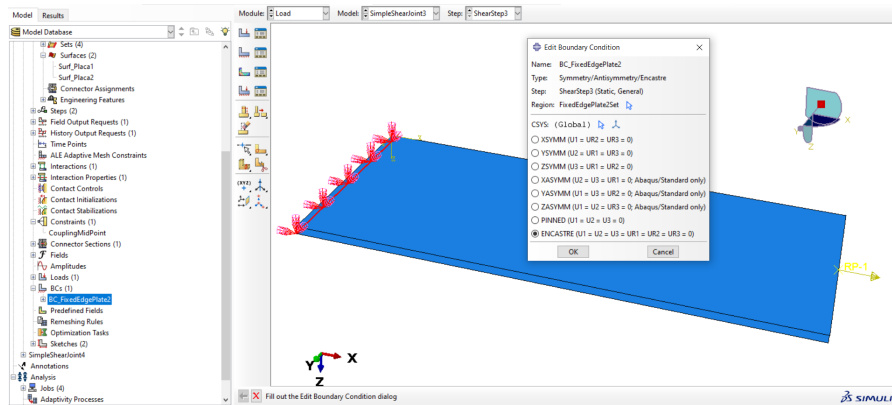 Model Results
Module: Load Model: SimpleShearJoint3 Step: ShearStep3
Model Database
Sets (4)
Surfaces (2)
Surf_Placa1
Surf_Placa2
Connector Assignments
Engineering Features
Steps (2)
Field Output Requests (1)
History Output Requests (1)
Time Points
ALE Adaptive Mesh Constraints
Interactions (1)
Interaction Properties (1)
Contact Controls
Contact Initializations
Contact Stabilizations
Constraints (1)
CouplingMidPoint
Connector Sections (1)
Fields
Amplitudes
Loads (1)
BCs (1)
BC_FixedEdgePlate2
Predefined Fields
Remeshing Rules
Optimization Tasks
Sketches (2)
SimpleShearJoint4
Annotations
Analysis
Jobs (4)
Adaptivity Processes
(XYZ)
Edit Boundary Condition
Name: BC_FixedEdgePlate2
Type: Symmetry/Antisymmetry/Encastre
Step: ShearStep3 (Static, General)
Region: FixedEdgePlate2Set
CSYS: (Global)
XSYMM (U1 = UR2 = UR3 = 0)
YSYMM (U2 = UR1 = UR3 = 0)
ZSYMM (U3 = UR1 = UR2 = 0)
XASYMM (U2 = U3 = UR1 = 0; Abaqus/Standard only)
YASYMM (U1 = U3 = UR2 = 0; Abaqus/Standard only)
ZASYMM (U1 = U2 = UR3 = 0; Abaqus/Standard only)
PINNED (U1 = U2 = U3 = 0)
ENCASTRE (U1 = U2 = U3 = UR1 = UR2 = UR3 = 0)
OK Cancel
X
Y
Z
RP-1
X
Y
Z
Fill out the Edit Boundary Condition dialog
SIMULI